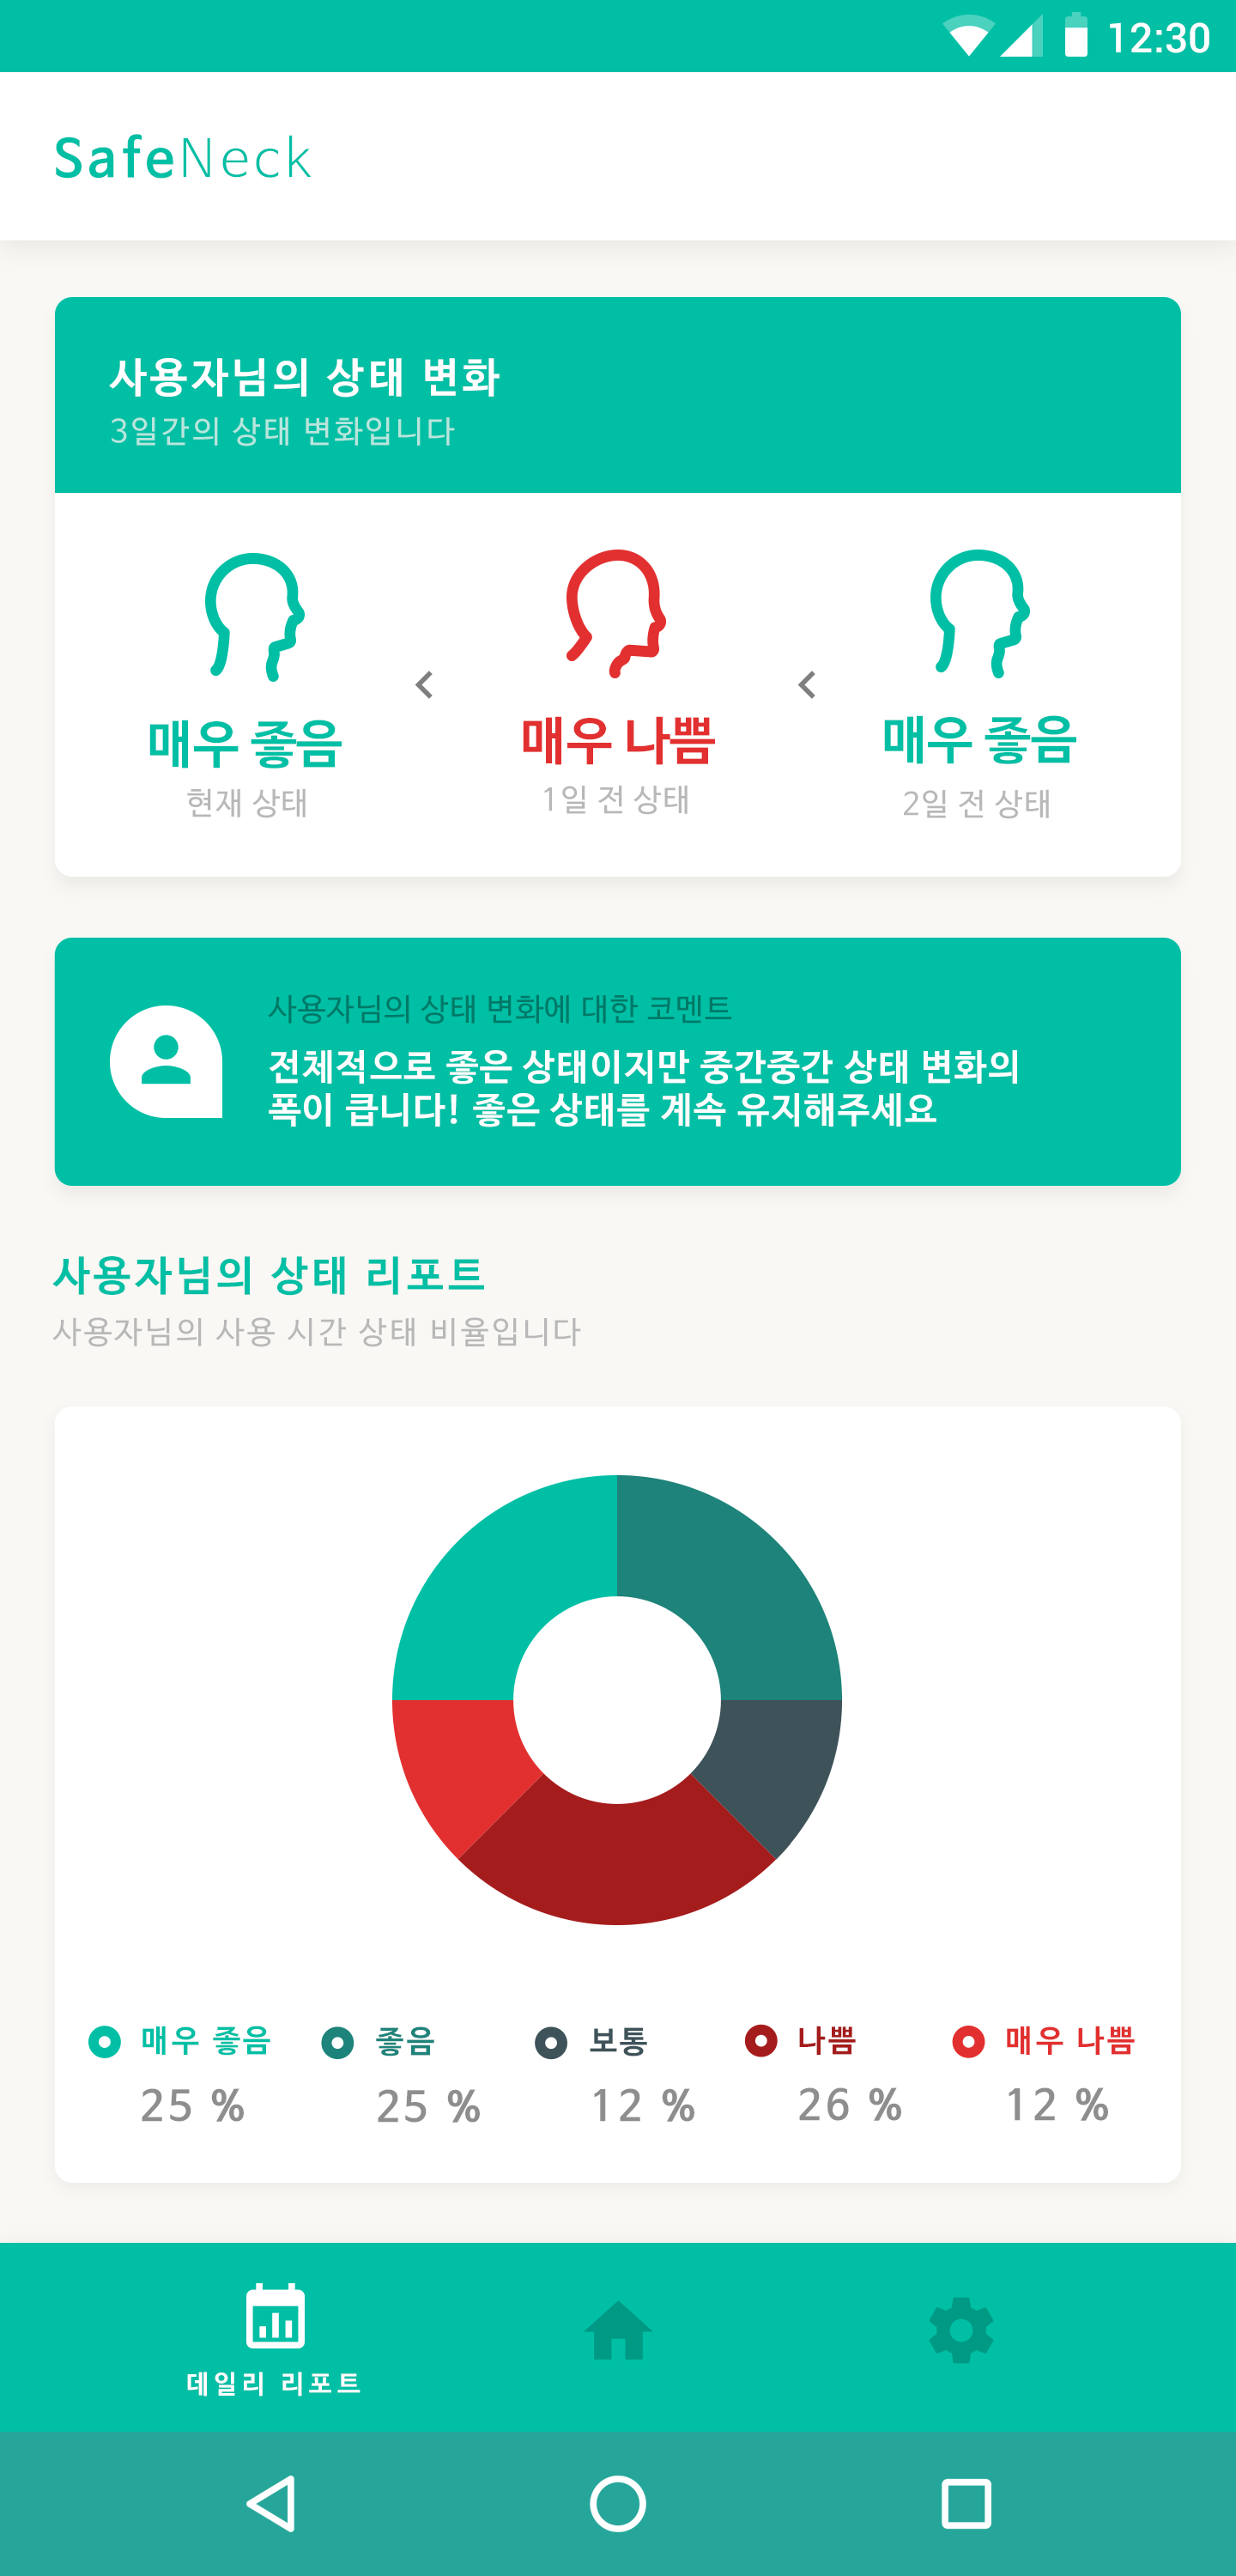 12:30
SafeNeck
사용자님의 상태 변화
3일간의 상태 변화입니다
매우 좋음
현재 상태
매우 나쁨
1일 전 상태
매우 좋음
2일 전 상태
사용자님의 상태 변화에 대한 코멘트
전체적으로 좋은 상태이지만 중간중간 상태 변화의
폭이 큽니다! 좋은 상태를 계속 유지해주세요
사용자님의 상태 리포트
사용자님의 사용 시간 상태 비율입니다
매우 좋음
25 %
좋음
25 %
보통
12 %
나쁨
26 %
매우 나쁨
12 %
데일리 리포트